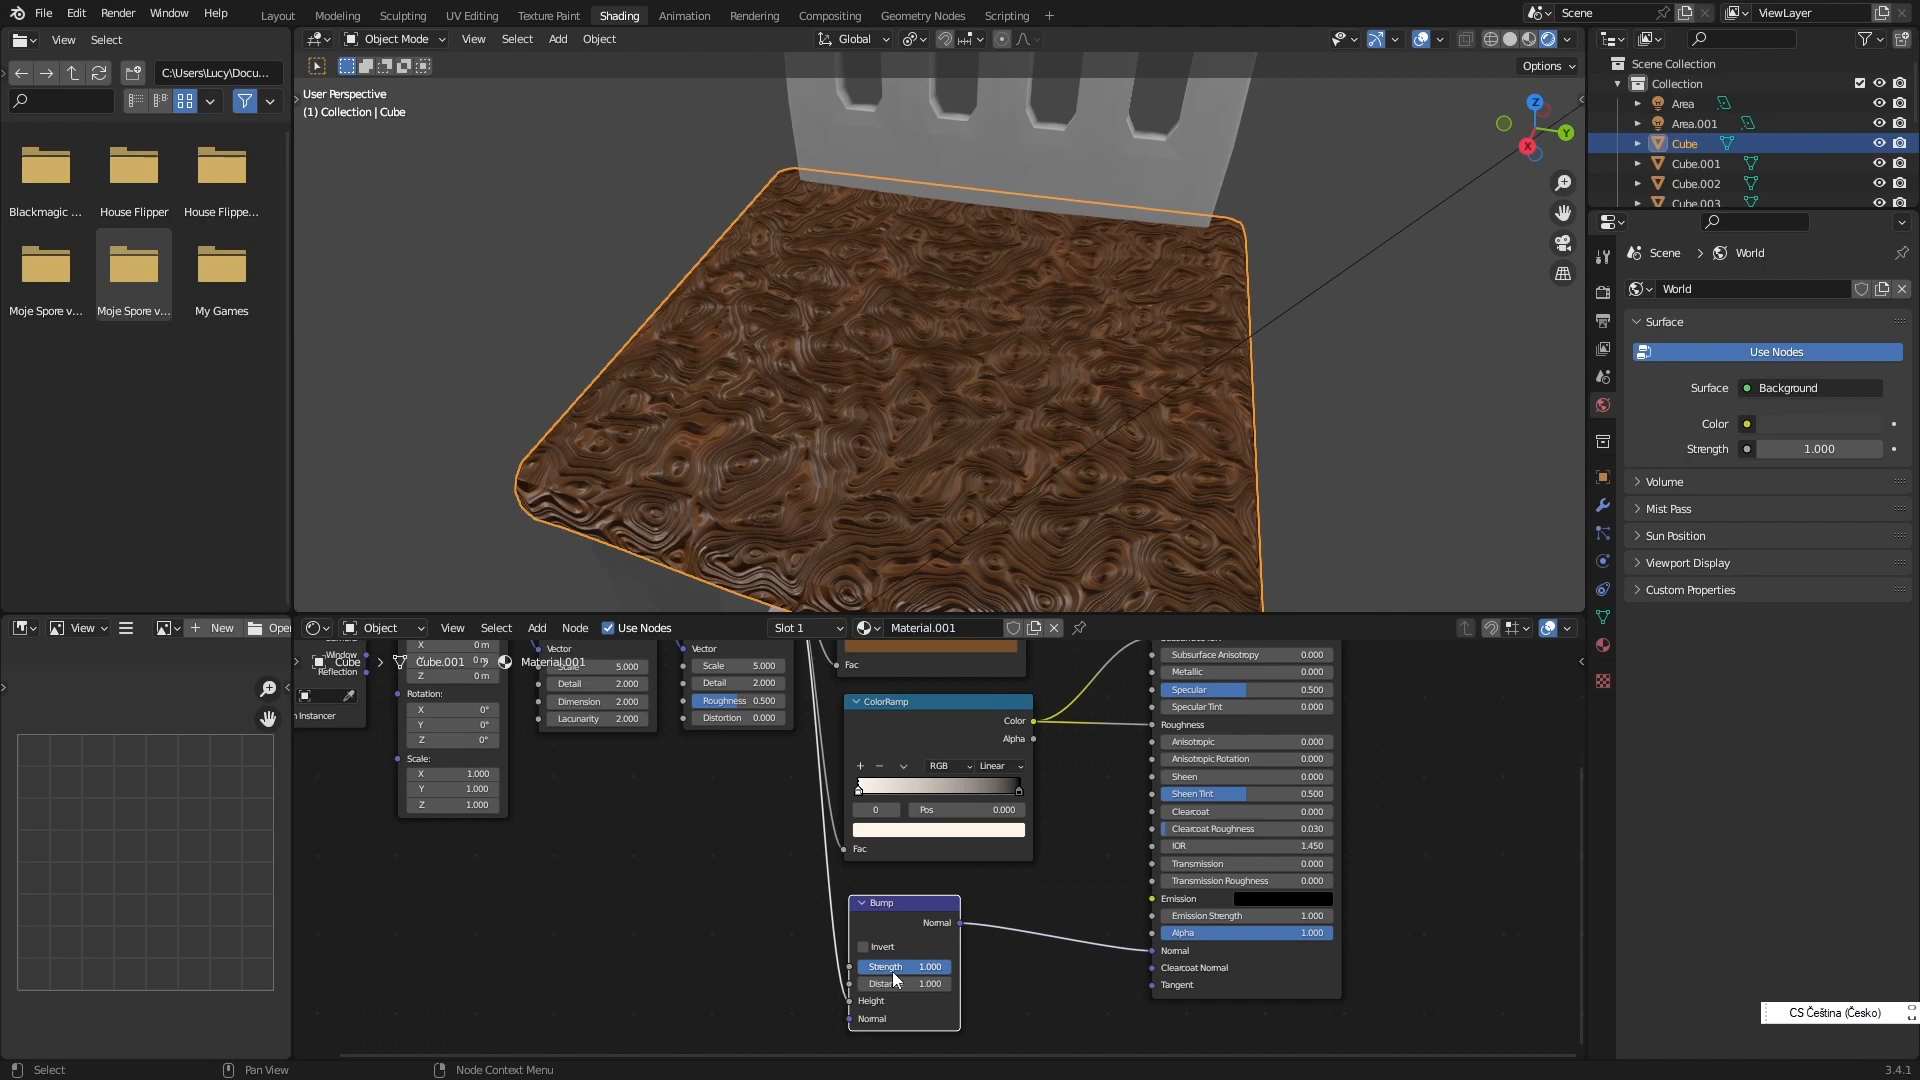 File Edit Render Window Help Layout Modeling Sculpting UV Editing Texture Paint Shading Animation Rendering Compositing Geometry Nodes Scripting + Scene ViewLayer
View Select
C:\Users\Lucy\Docu...
Blackmagic ... House Flipper House Flippe...
Moje Spore v... Moje Spore v... My Games
Object Mode View Select Add Object Global
Options
User Perspective
(1) Collection | Cube
Z
Y
X
Scene Collection
Collection
Area
Area.001
Cube
Cube.001
Cube.002
Cube.003
Scene > World
World
Surface
Use Nodes
Surface Background
Color
Strength 1.000
Volume
Mist Pass
Sun Position
Viewport Display
Custom Properties
View + New Open
Object View Select Add Node Use Nodes Slot 1 Material.001
Cube > Cube.001 Material.001
Window
Reflection
n Instancer
X 0 m
Y 0 m
Z 0 m
Rotation:
X 0°
Y 0°
Z 0°
Scale:
X 1.000
Y 1.000
Z 1.000
Vector
Scale 5.000
Detail 2.000
Dimension 2.000
Lacunarity 2.000
Vector
Scale 5.000
Detail 2.000
Roughness 0.500
Distortion 0.000
Fac
ColorRamp
Color
Alpha
+ − RGB Linear
0 Pos 0.000
Fac
Bump
Normal
Invert
Strength 1.000
1.000
Height
Normal
Subsurface Anisotropy 0.000
Metallic 0.000
Specular 0.500
Specular Tint 0.000
Roughness
Anisotropic 0.000
Anisotropic Rotation 0.000
Sheen 0.000
Sheen Tint 0.500
Clearcoat 0.000
Clearcoat Roughness 0.030
IOR 1.450
Transmission 0.000
Transmission Roughness 0.000
Emission
Emission Strength 1.000
Alpha 1.000
Normal
Clearcoat Normal
Tangent
CS Čeština (Česko)
Select Pan View Node Context Menu 3.4.1